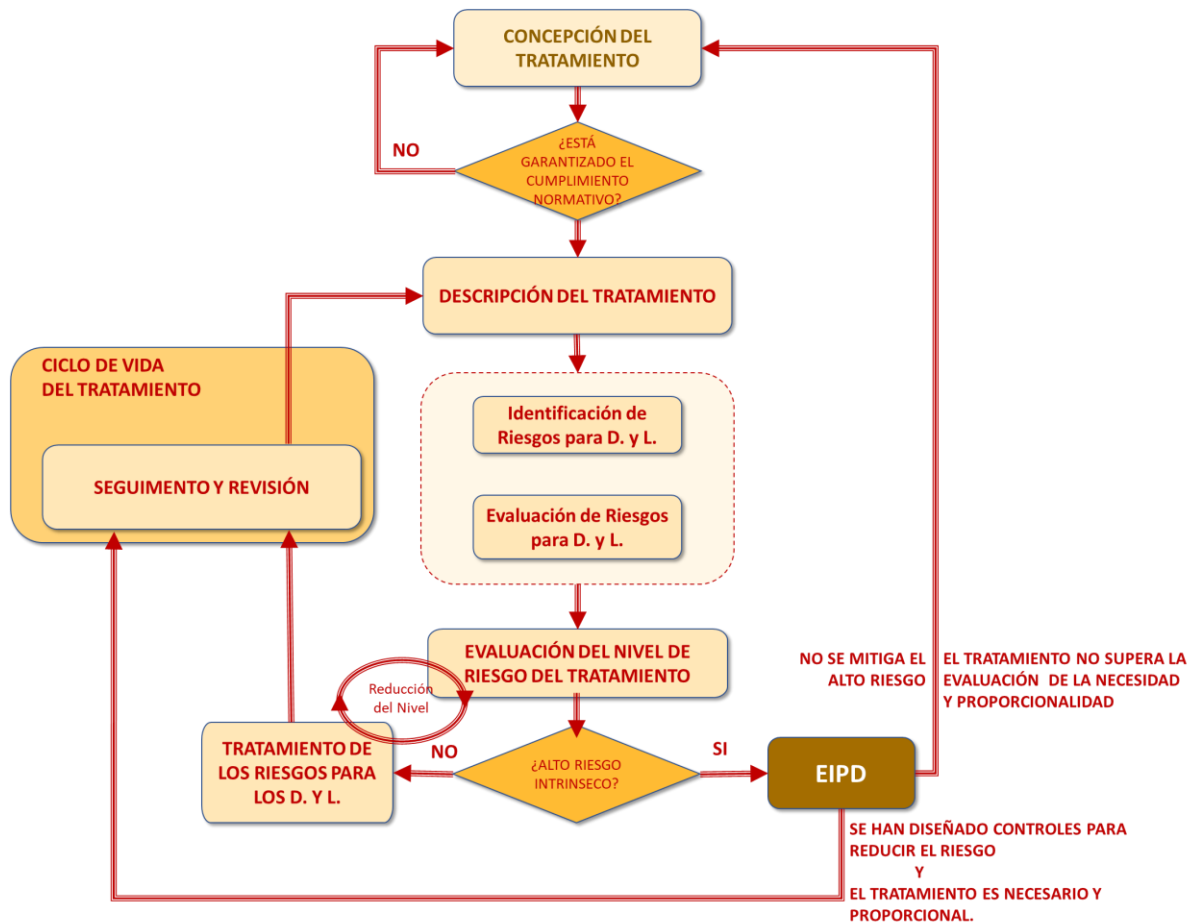 CONCEPCIÓN DEL
TRATAMIENTO
¿ESTÁ
GARANTIZADO EL
CUMPLIMIENTO
NORMATIVO?
NO
DESCRIPCIÓN DEL TRATAMIENTO
CICLO DE VIDA
DEL TRATAMIENTO
SEGUIMENTO Y REVISIÓN
Identificación de
Riesgos para D. y L.
Evaluación de Riesgos
para D. y L.
EVALUACIÓN DEL NIVEL DE
RIESGO DEL TRATAMIENTO
Reducción
del Nivel
TRATAMIENTO DE
LOS RIESGOS PARA
LOS D. Y L.
NO
¿ALTO RIESGO
INTRINSECO?
SI
EIPD
NO SE MITIGA EL
ALTO RIESGO
EL TRATAMIENTO NO SUPERA LA
EVALUACIÓN DE LA NECESIDAD
Y PROPORCIONALIDAD
SE HAN DISEÑADO CONTROLES PARA
REDUCIR EL RIESGO
Y
EL TRATAMIENTO ES NECESARIO Y
PROPORCIONAL.